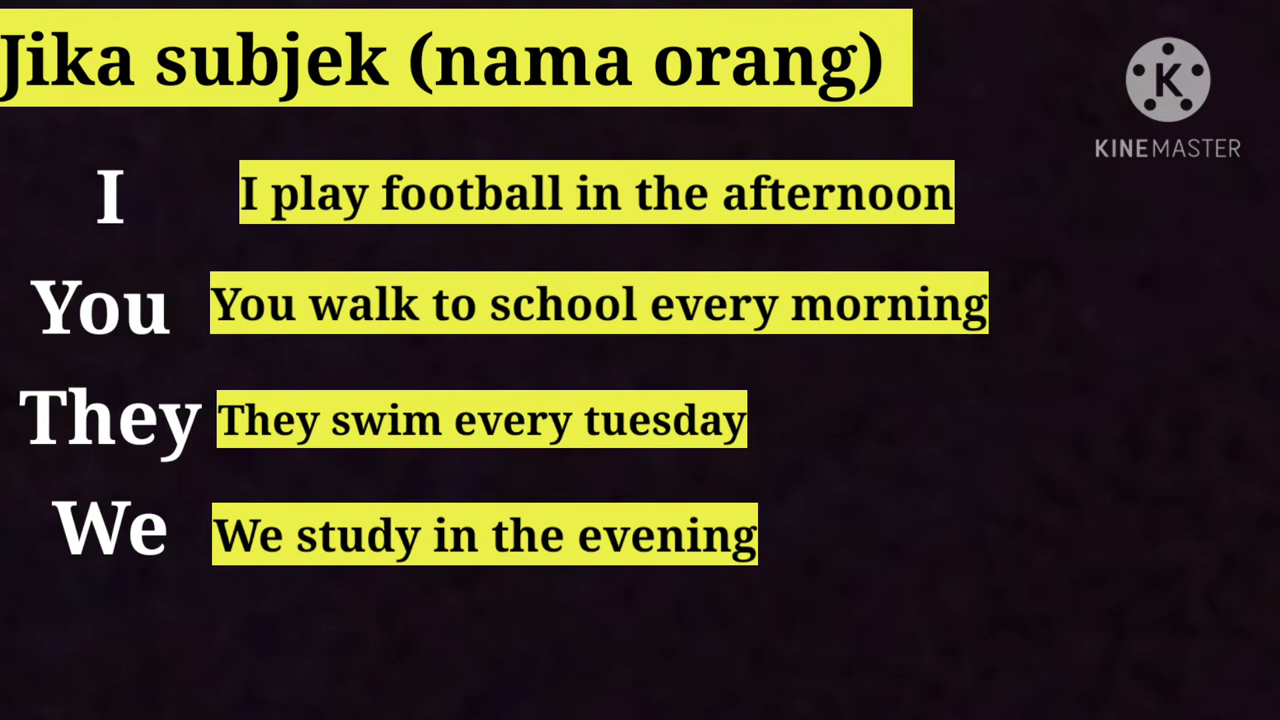 Jika subjek (nama orang)
K
KINEMASTER
I
I play football in the afternoon
You
You walk to school every morning
They
They swim every tuesday
We
We study in the evening